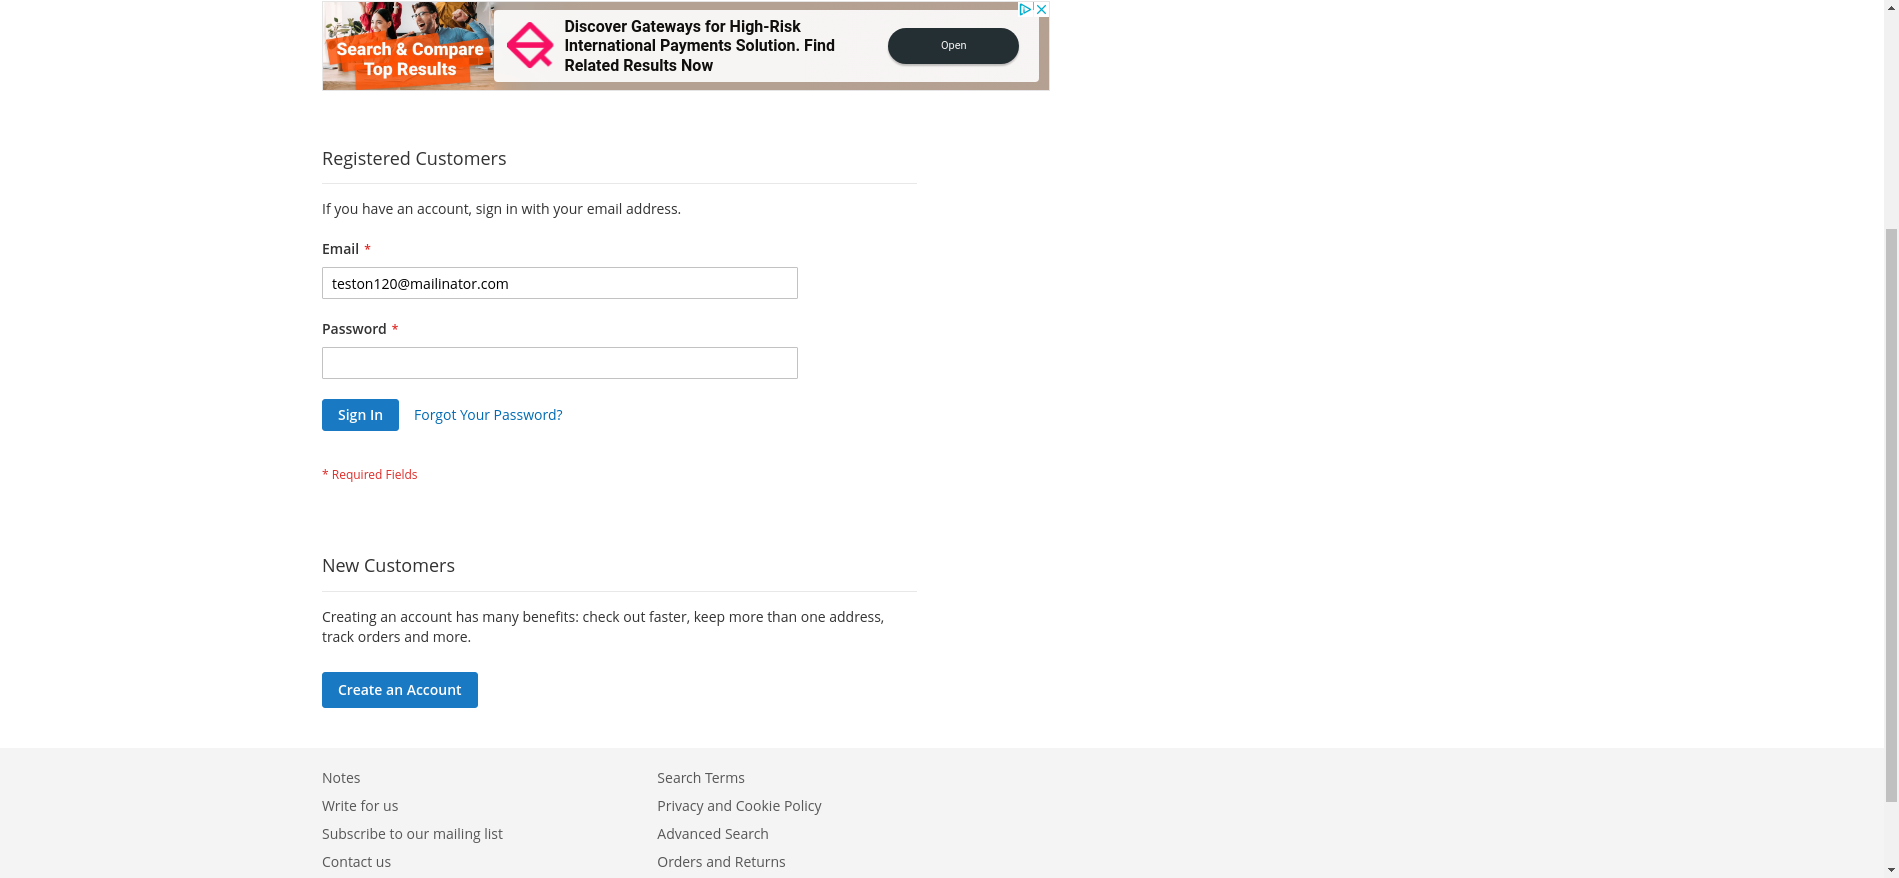 Search & Compare
Top Results
Discover Gateways for High-Risk
International Payments Solution. Find
Related Results Now
Open
Registered Customers
If you have an account, sign in with your email address.
Email *
teston120@mailinator.com
Password *
Sign In
Forgot Your Password?
* Required Fields
New Customers
Creating an account has many benefits: check out faster, keep more than one address,
track orders and more.
Create an Account
Notes
Write for us
Subscribe to our mailing list
Contact us
Search Terms
Privacy and Cookie Policy
Advanced Search
Orders and Returns